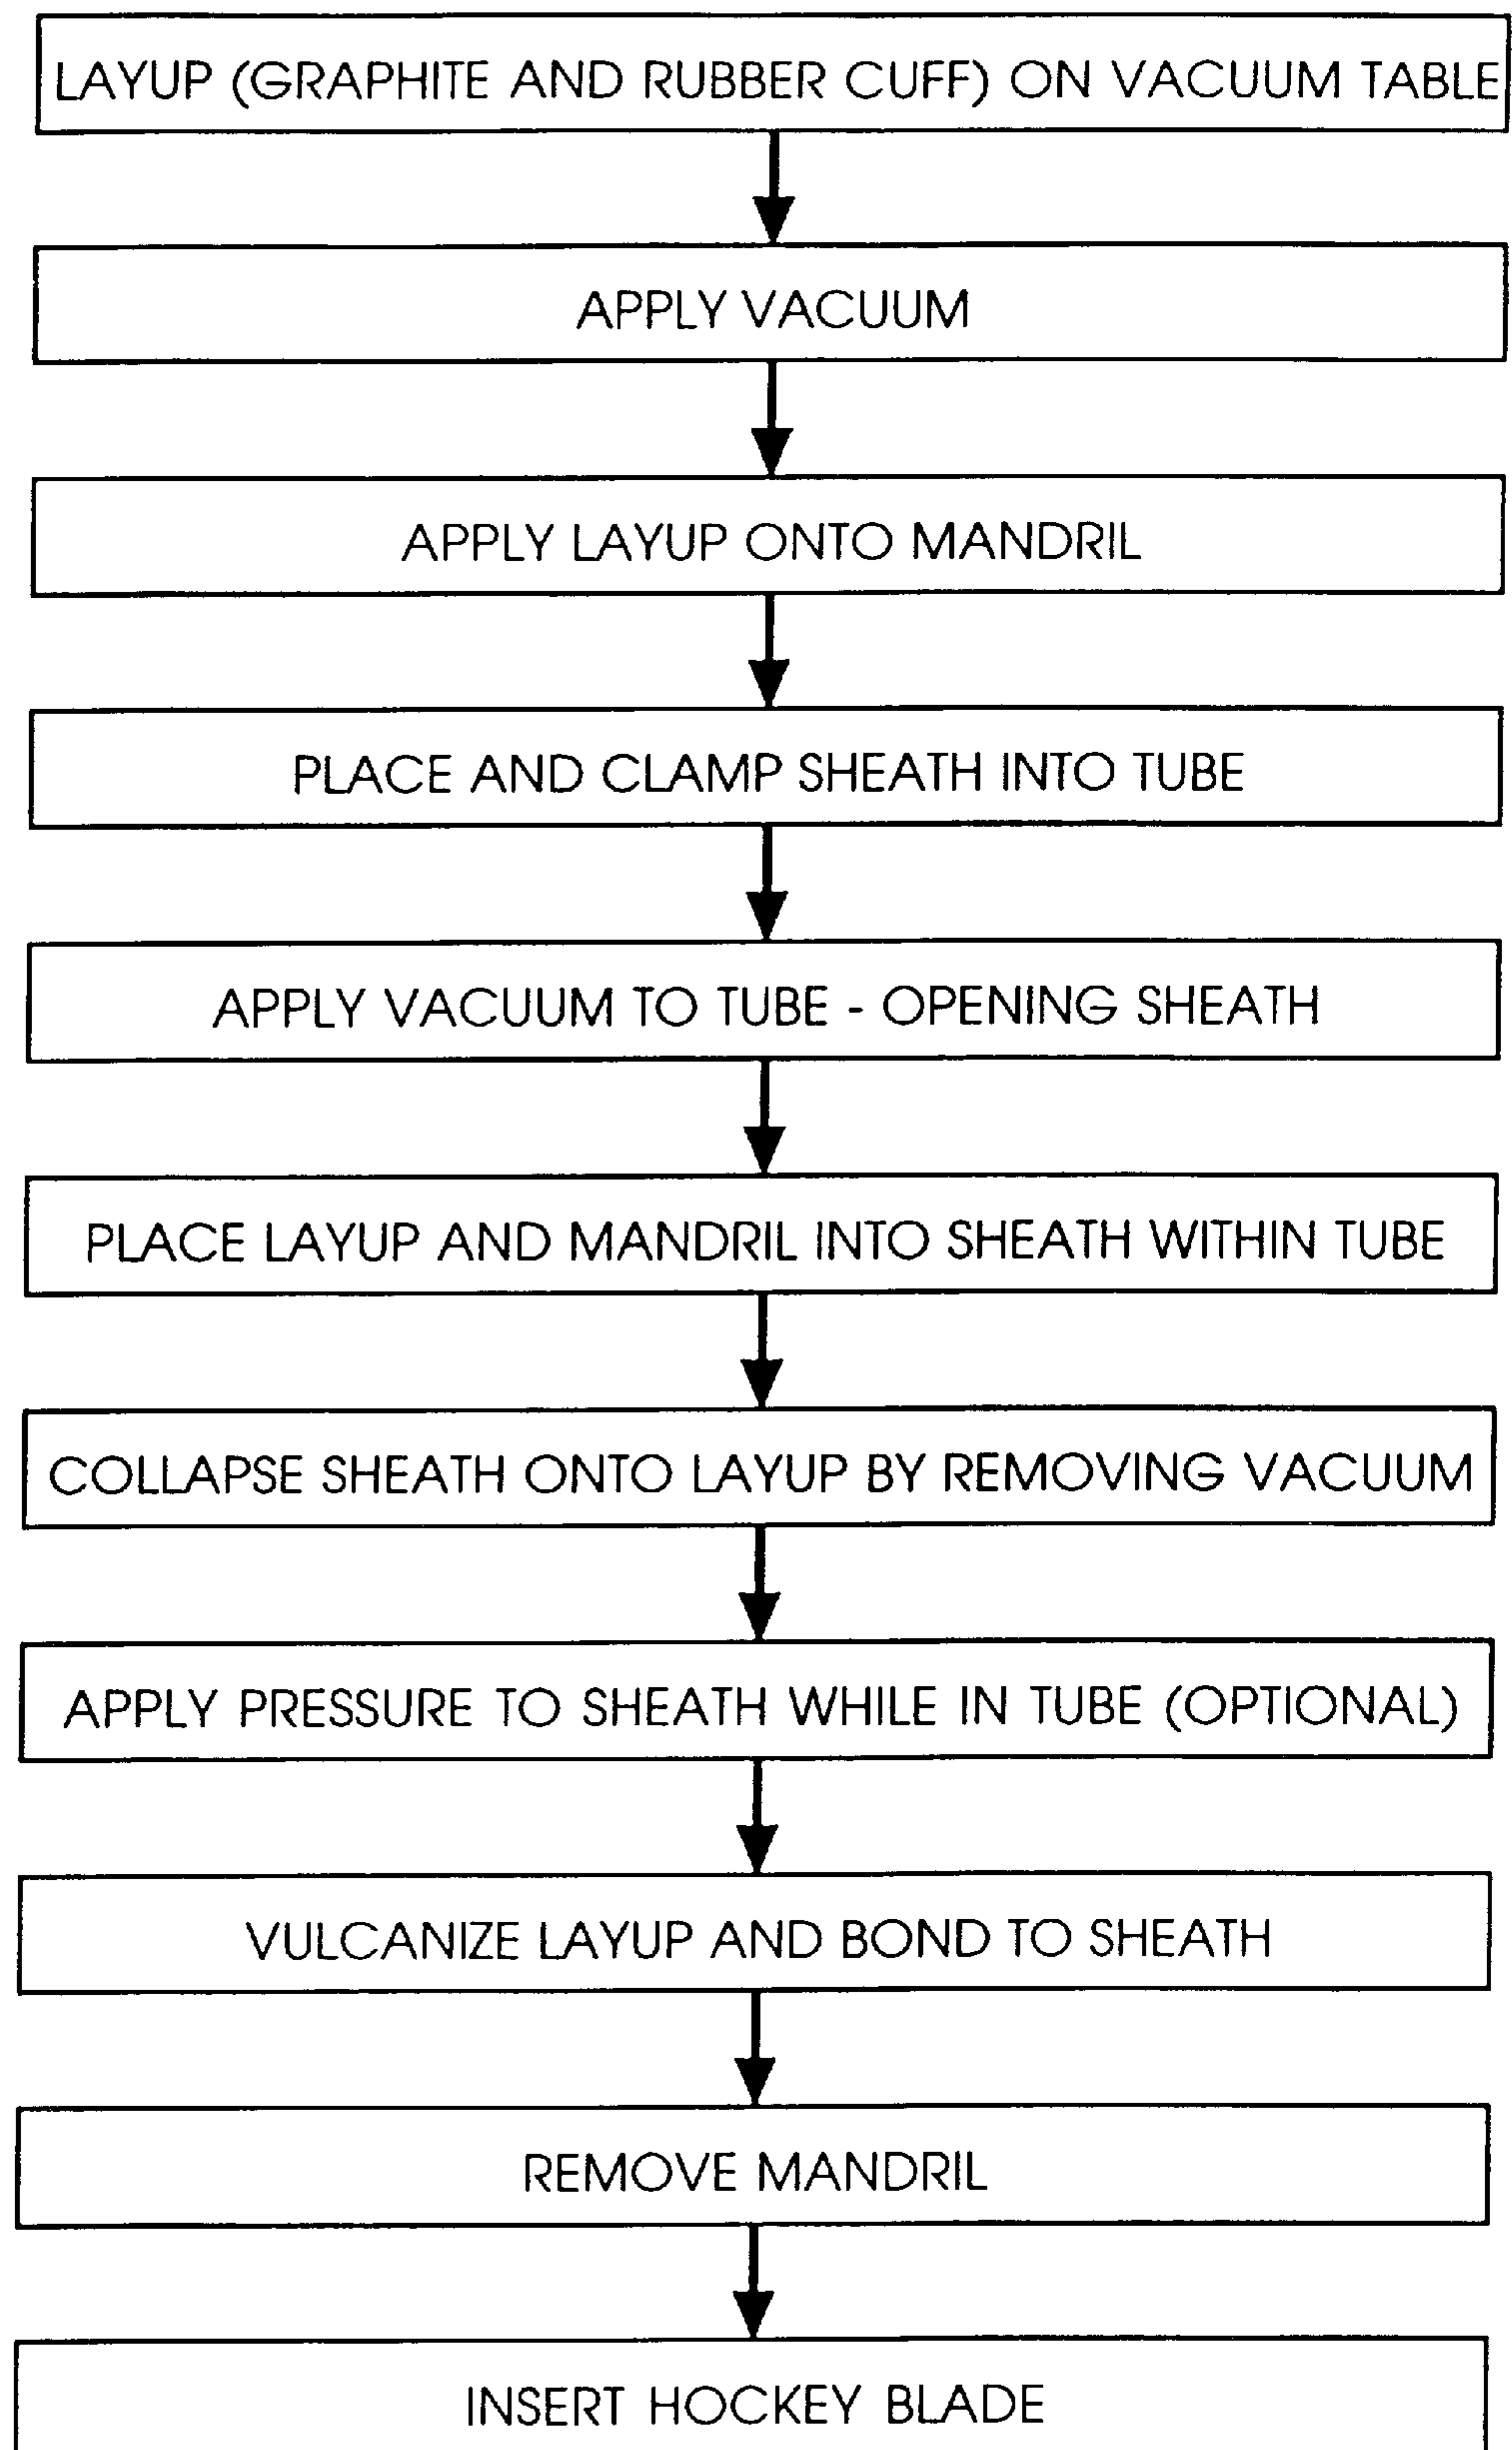 LAYUP (GRAPHITE AND RUBBER CUFF) ON VACUUM TABLE
APPLY VACUUM
APPLY LAYUP ONTO MANDRIL
PLACE AND CLAMP SHEATH INTO TUBE
APPLY VACUUM TO TUBE - OPENING SHEATH
PLACE LAYUP AND MANDRIL INTO SHEATH WITHIN TUBE
COLLAPSE SHEATH ONTO LAYUP BY REMOVING VACUUM
APPLY PRESSURE TO SHEATH WHILE IN TUBE (OPTIONAL)
VULCANIZE LAYUP AND BOND TO SHEATH
REMOVE MANDRIL
INSERT HOCKEY BLADE